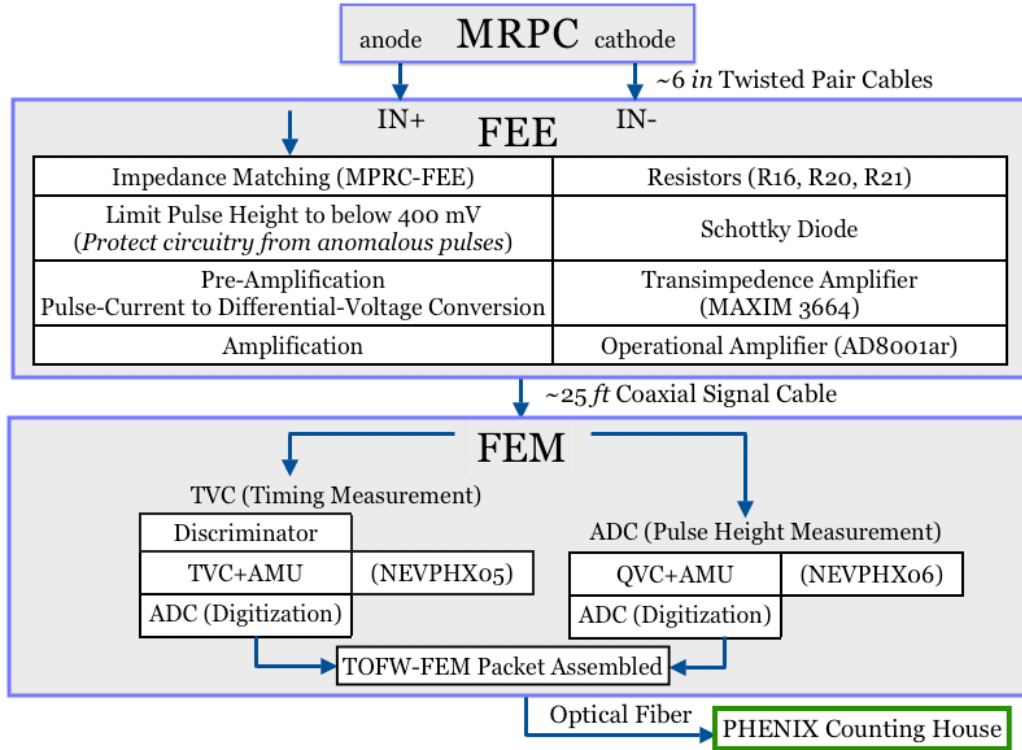 MRPC
anode cathode
~6 in Twisted Pair Cables
IN+ IN-
FEE
Impedance Matching (MPRC-FEE)
Resistors (R16, R20, R21)
Limit Pulse Height to below 400 mV
(Protect circuitry from anomalous pulses)
Schottky Diode
Pre-Amplification
Pulse-Current to Differential-Voltage Conversion
Transimpedence Amplifier
(MAXIM 3664)
Amplification
Operational Amplifier (AD8001ar)
~25 ft Coaxial Signal Cable
FEM
TVC (Timing Measurement)
Discriminator
TVC+AMU
(NEVPHX05)
ADC (Digitization)
ADC (Pulse Height Measurement)
QVC+AMU
(NEVPHX06)
ADC (Digitization)
TOFW-FEM Packet Assembled
Optical Fiber
PHENIX Counting House